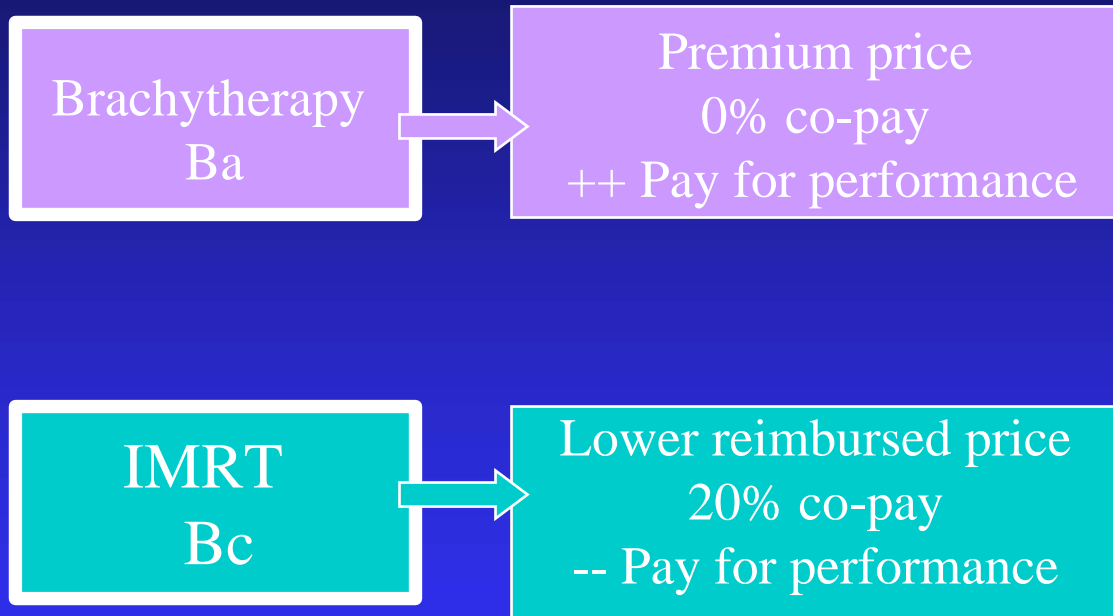 Brachytherapy
Ba
Premium price
0% co-pay
++ Pay for performance
IMRT
Bc
Lower reimbursed price
20% co-pay
-- Pay for performance